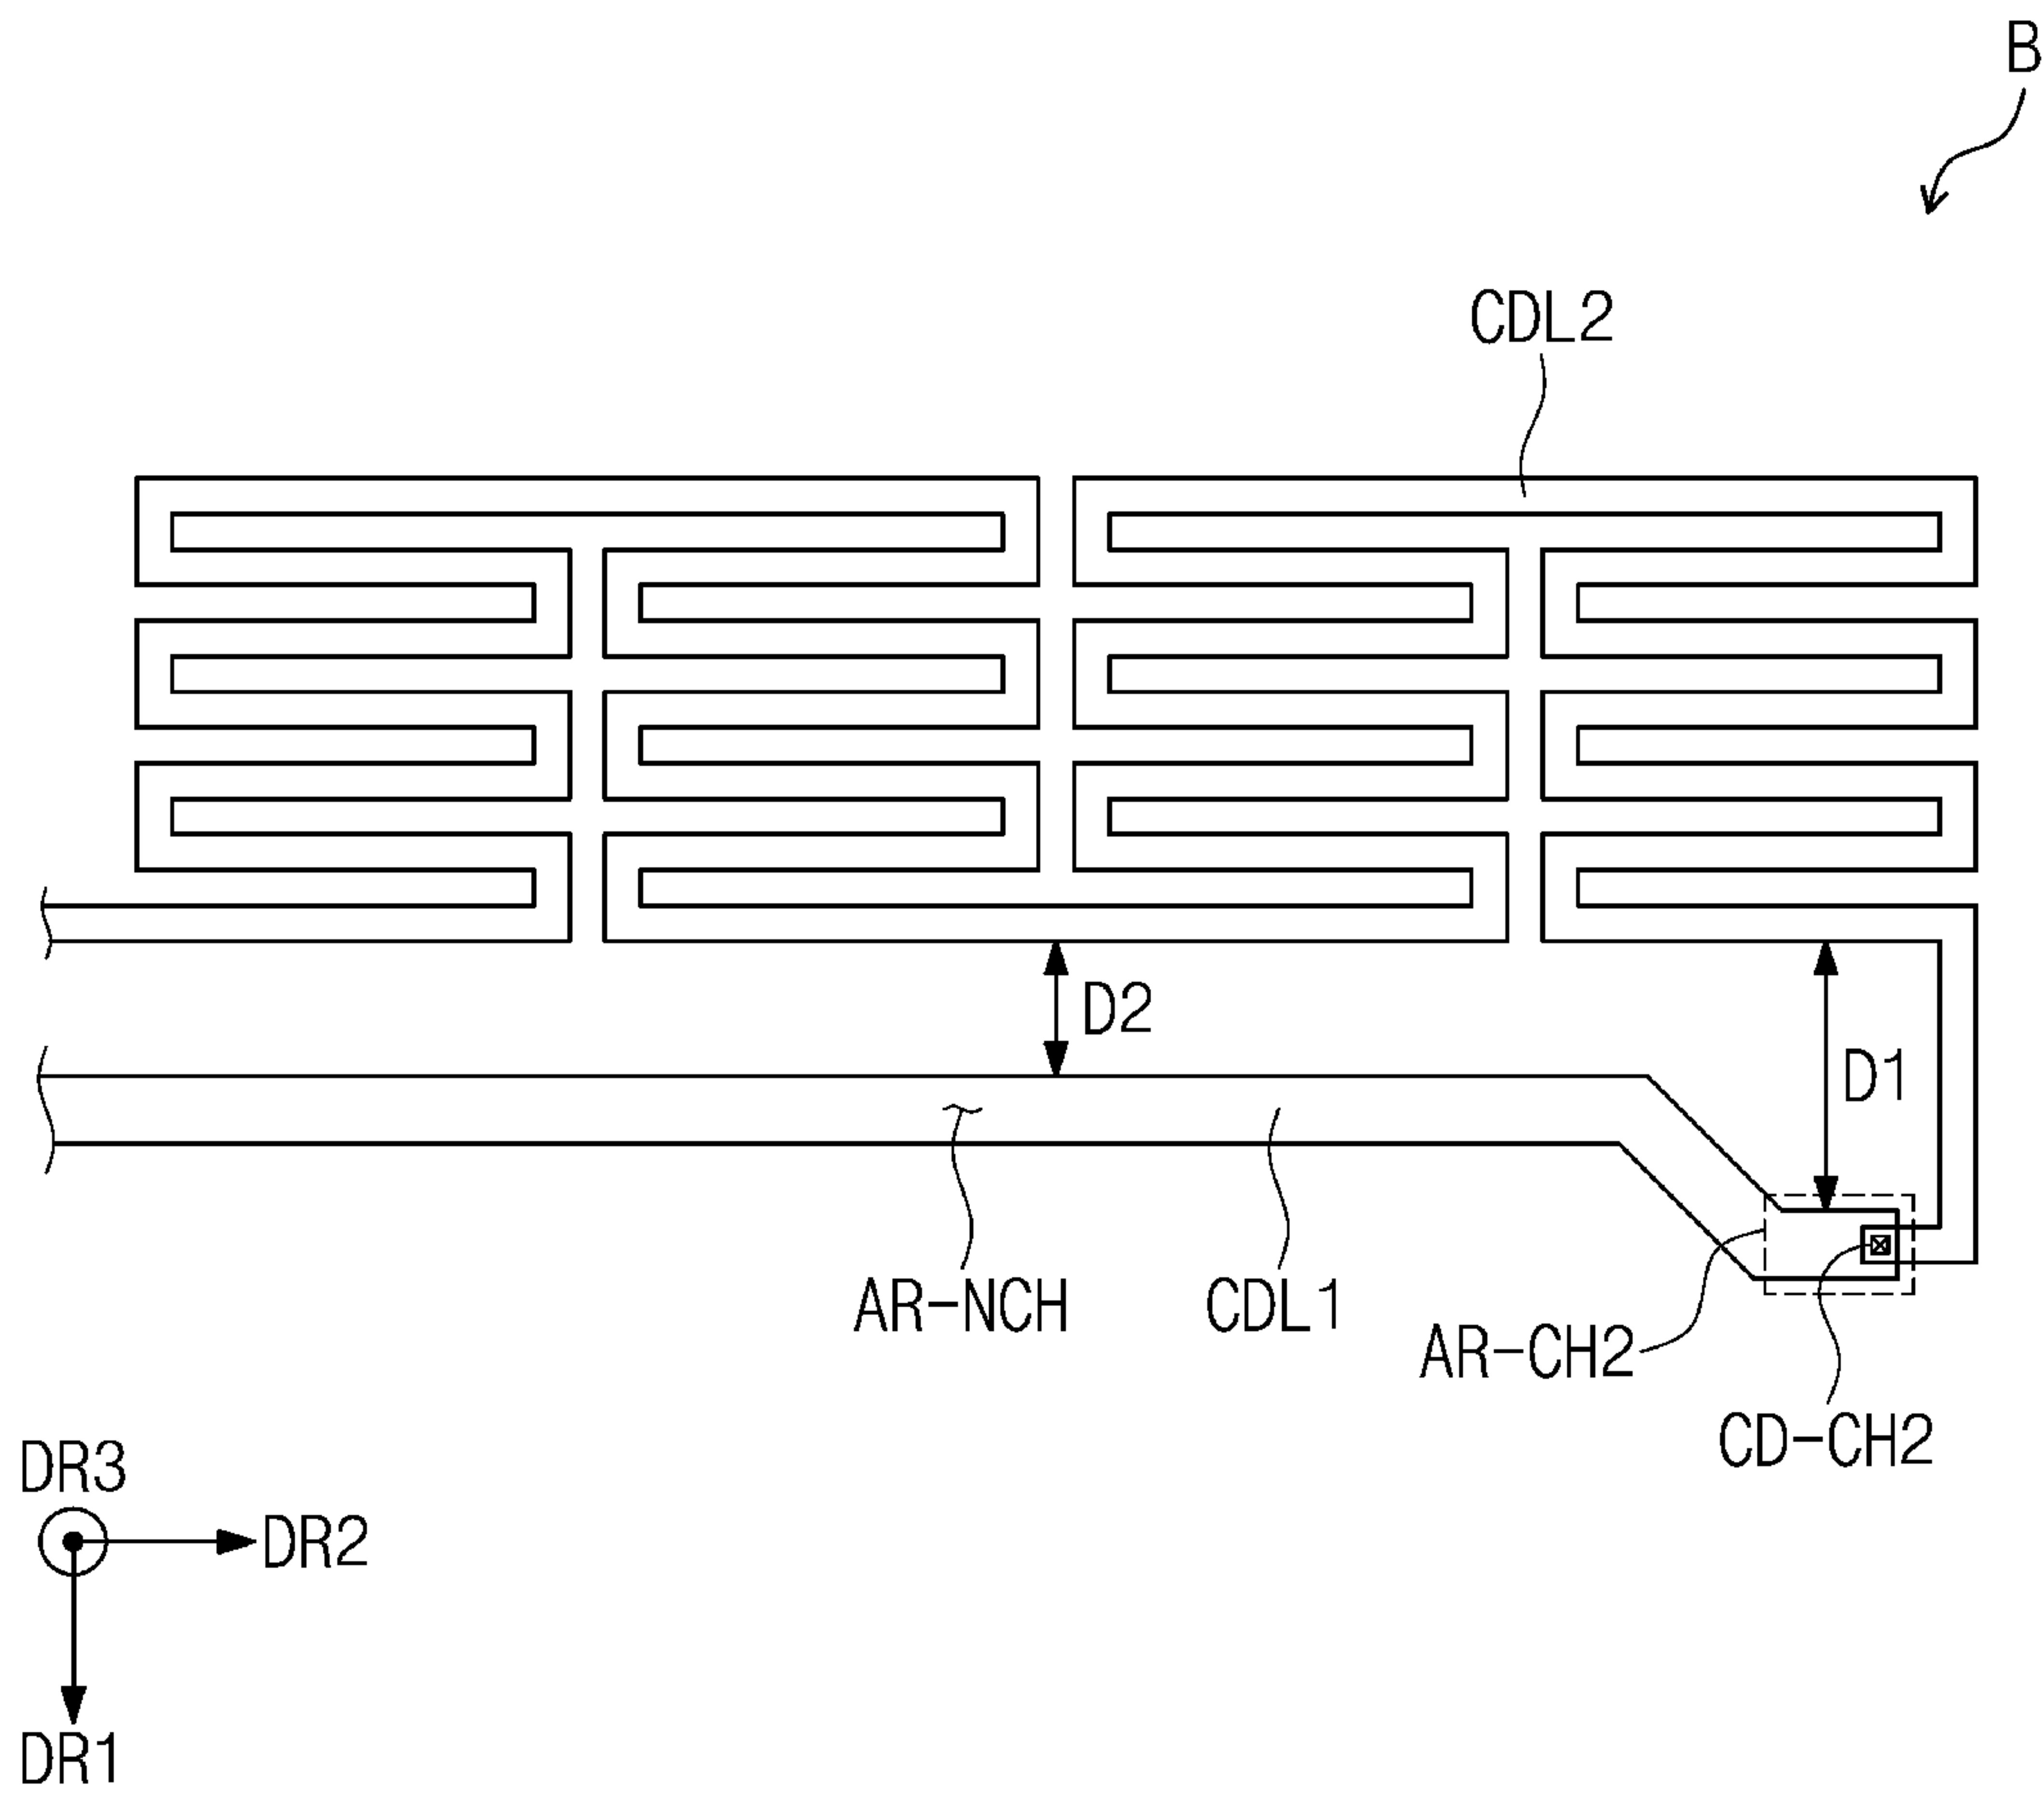 B
CDL2
D2
D1
AR-NCH
CDL1
AR-CH2
CD-CH2
DR3
DR2
DR1